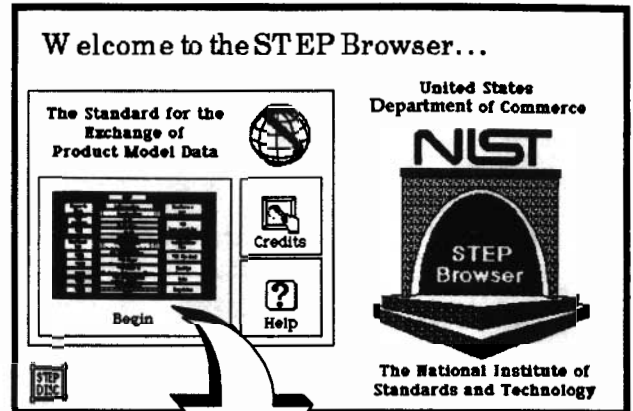 Welcome to the STEP Browser...
The Standard for the
Exchange of
Product Model Data
Begin
Credits
?
Help
STEP
DISC
United States
Department of Commerce
NIST
STEP
Browser
The National Institute of
Standards and Technology